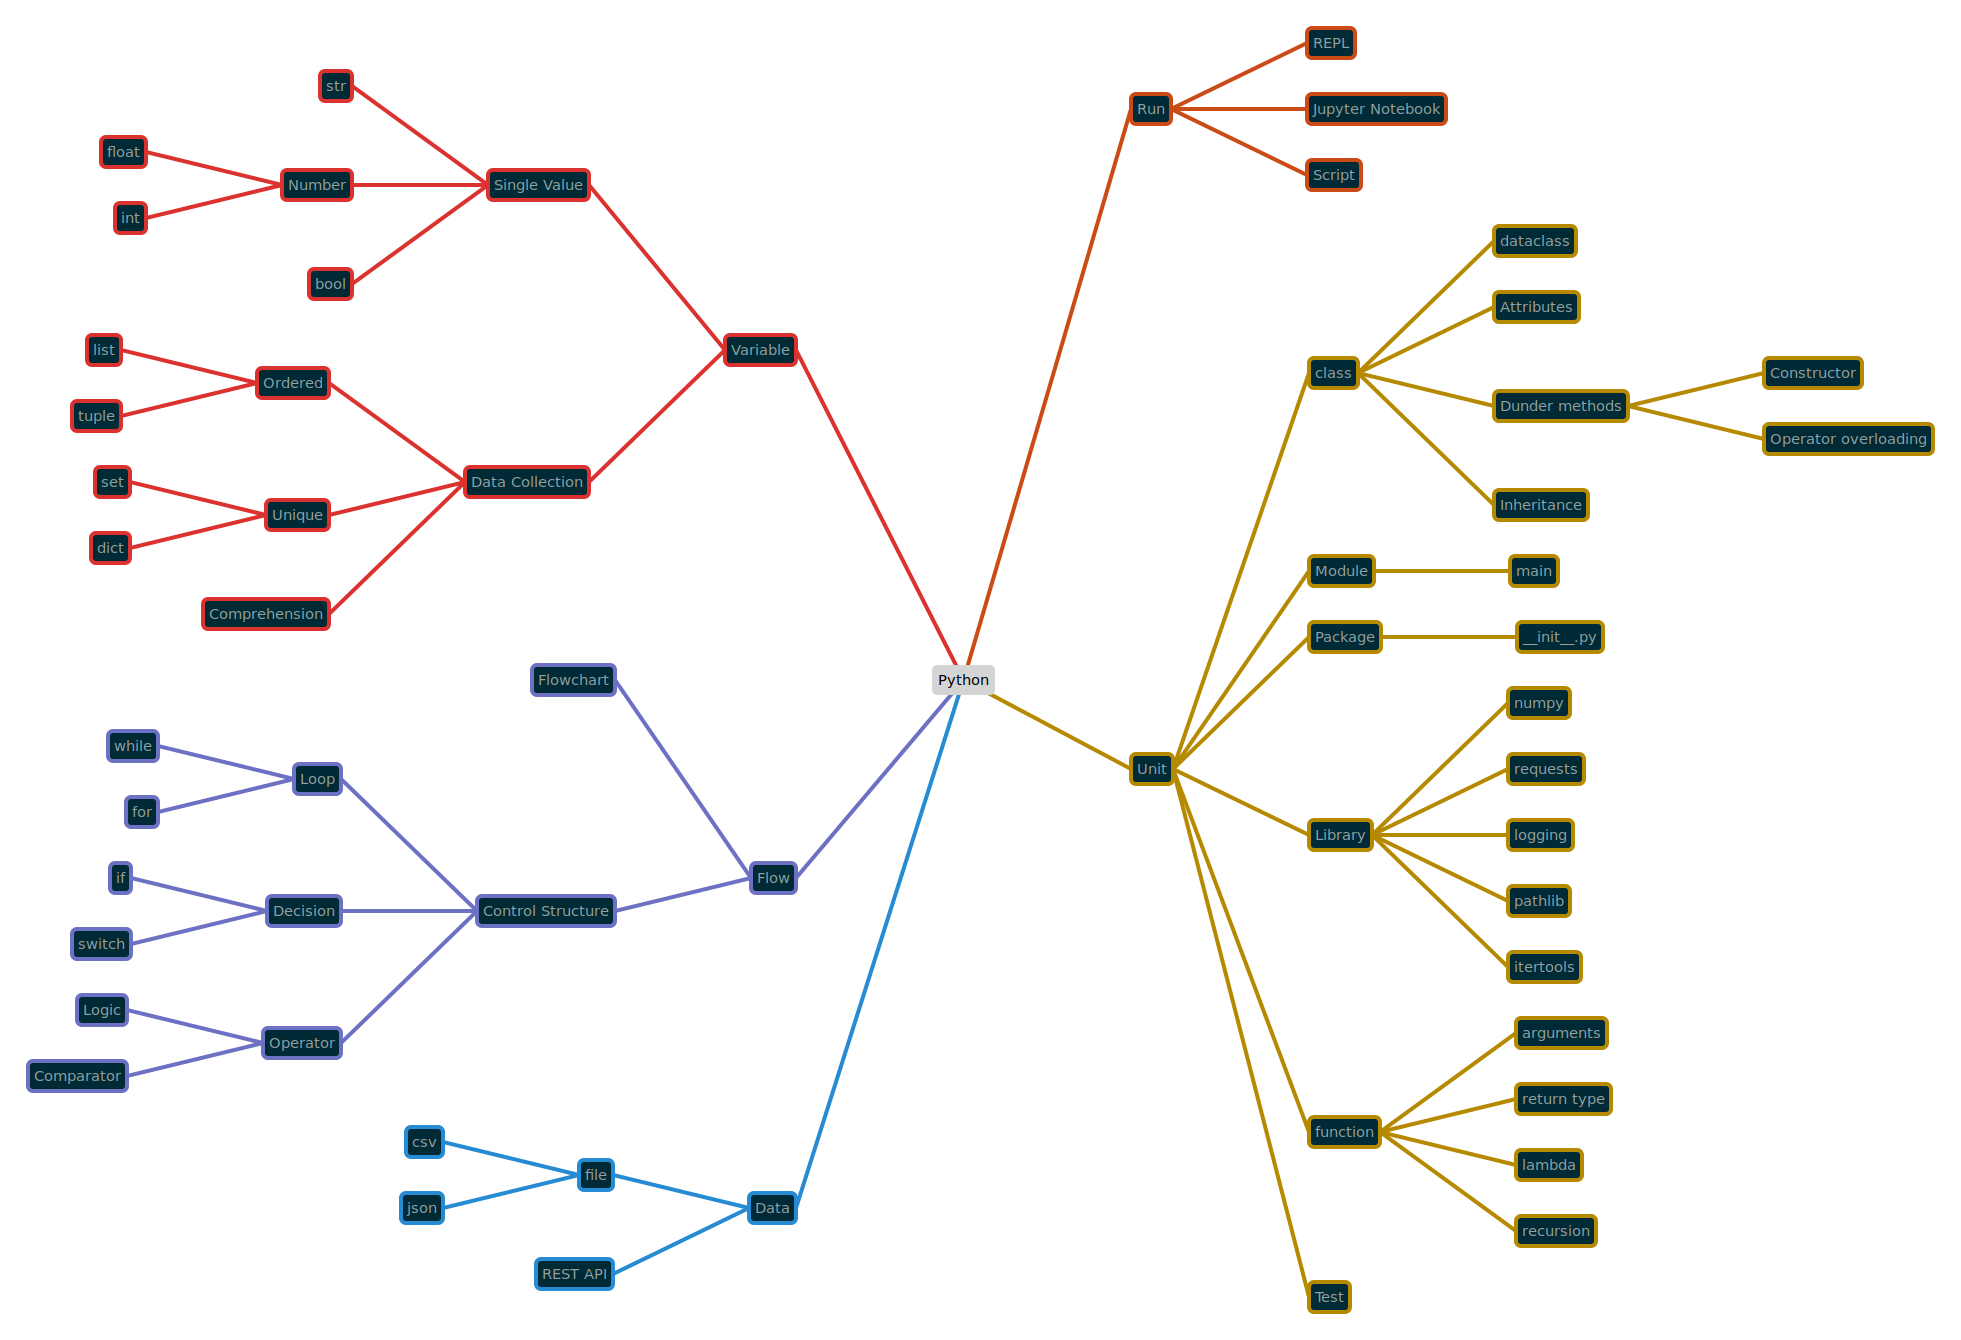 Python
Run
REPL
Jupyter Notebook
Script
Unit
class
dataclass
Attributes
Dunder methods
Constructor
Operator overloading
Inheritance
Module
main
Package
__init__.py
Library
numpy
requests
logging
pathlib
itertools
function
arguments
return type
lambda
recursion
Test
Variable
Single Value
str
Number
float
int
bool
Data Collection
Ordered
list
tuple
Unique
set
dict
Comprehension
Flow
Flowchart
Control Structure
Loop
while
for
Decision
if
switch
Operator
Logic
Comparator
Data
file
csv
json
REST API